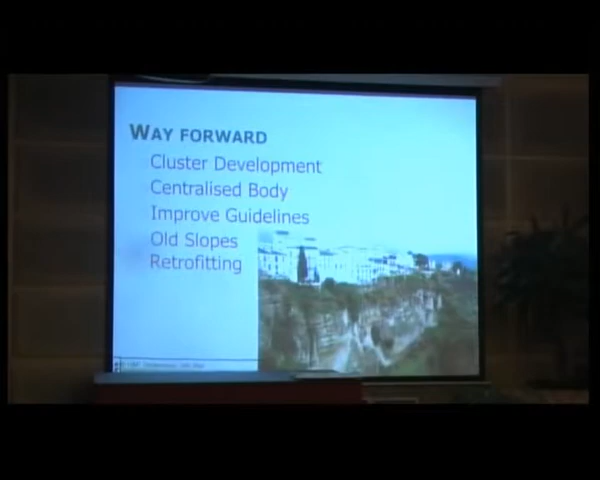 WAY FORWARD
Cluster Development
Centralised Body
Improve Guidelines
Old Slopes
Retrofitting